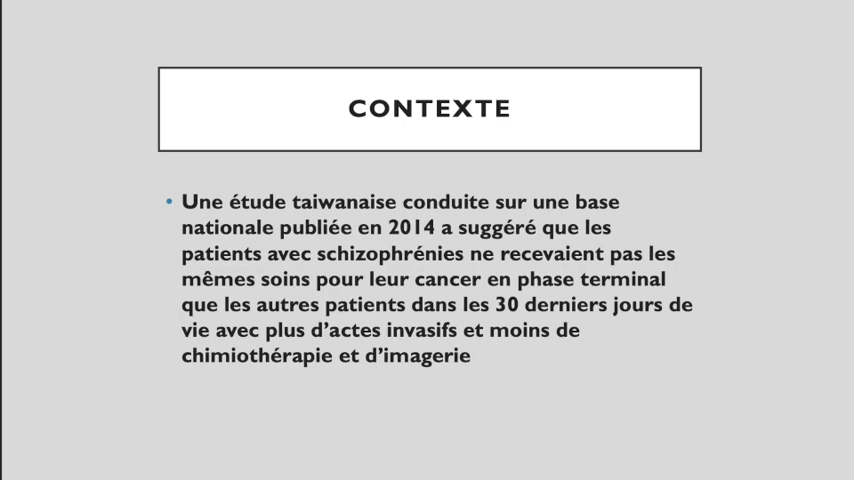 CONTEXTE
• Une étude taiwanaise conduite sur une base
nationale publiée en 2014 a suggéré que les
patients avec schizophrénies ne recevaient pas les
mêmes soins pour leur cancer en phase terminal
que les autres patients dans les 30 derniers jours de
vie avec plus d’actes invasifs et moins de
chimiothérapie et d’imagerie